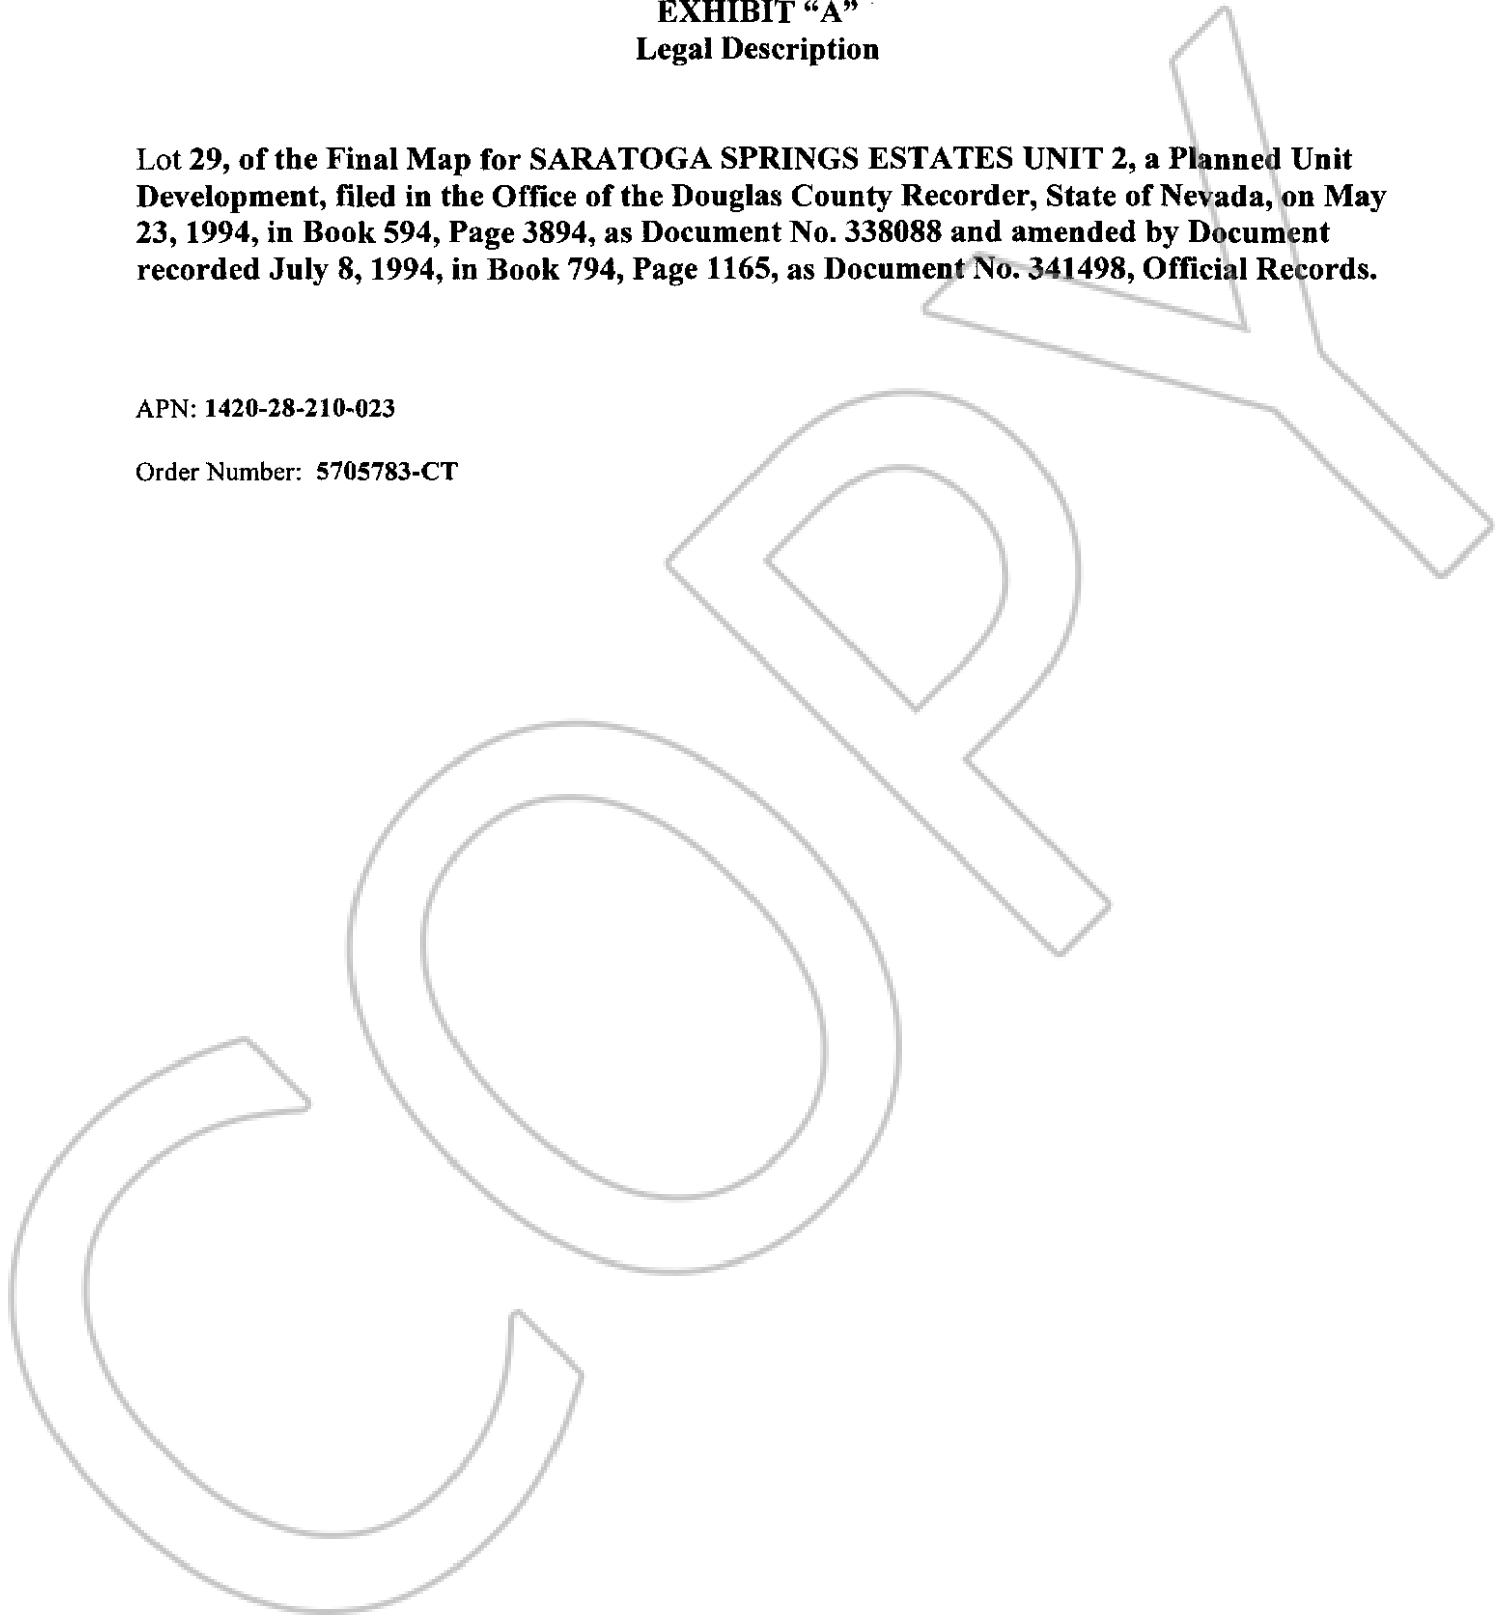 EXHIBIT “A”
Legal Description
Lot 29, of the Final Map for SARATOGA SPRINGS ESTATES UNIT 2, a Planned Unit
Development, filed in the Office of the Douglas County Recorder, State of Nevada, on May
23, 1994, in Book 594, Page 3894, as Document No. 338088 and amended by Document
recorded July 8, 1994, in Book 794, Page 1165, as Document No. 341498, Official Records.
APN: 1420-28-210-023
Order Number: 5705783-CT
COPY